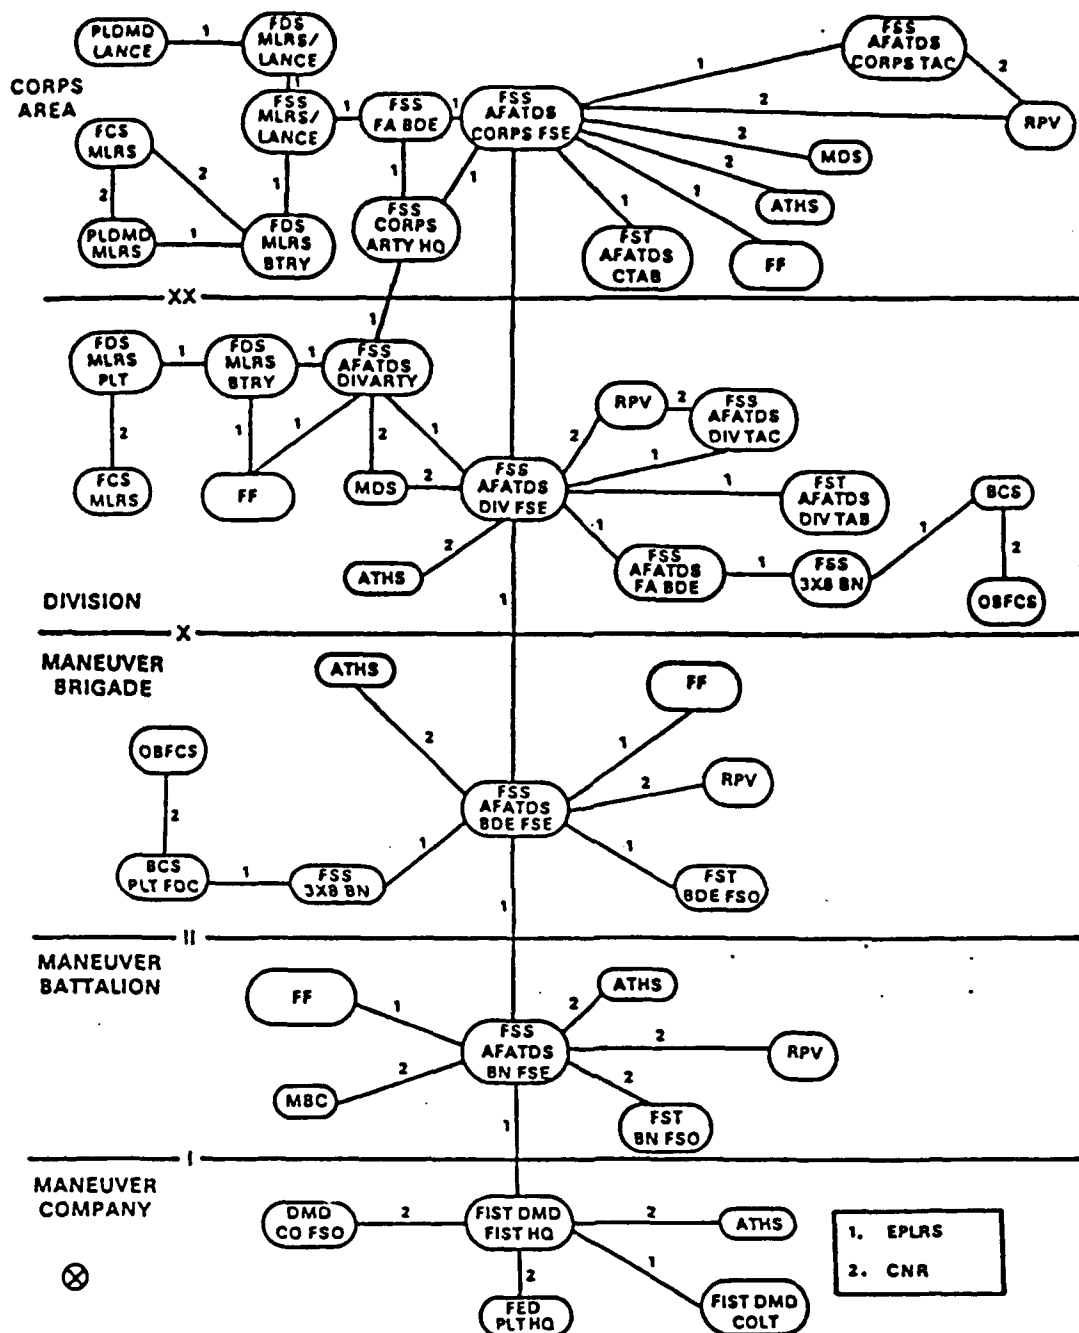 PLDMD
LANCE
1
FDS
MLRS/
LANCE
1
FSS
MLRS/
LANCE
1
FSS
FA BDE
1
FSS
AFATDS
CORPS FSE
1
FSS
AFATDS
CORPS TAC
2
2
RPV
2
MDS
2
ATHS
1
FF
1
FST
AFATDS
CTAB
CORPS
AREA
FCS
MLRS
2
2
PLDMD
MLRS
1
FDS
MLRS
BTRY
1
1
1
FSS
CORPS
ARTY HQ
XX
1
FDS
MLRS
PLT
1
FDS
MLRS
BTRY
1
FSS
AFATDS
DIVARTY
2
1
1
2
1
FCS
MLRS
FF
MDS
2
FSS
AFATDS
DIV FSE
2
RPV
2
FSS
AFATDS
DIV TAC
1
1
FST
AFATDS
DIV TAB
1
FSS
AFATDS
FA BDE
1
FSS
3X8 BN
1
BCS
2
OBFCS
2
ATHS
DIVISION
1
X
MANEUVER
BRIGADE
ATHS
2
FF
1
OBFCS
2
FSS
AFATDS
BDE FSE
2
RPV
BCS
PLT FDC
1
FSS
3X8 BN
1
1
FST
BDE FSO
1
II
MANEUVER
BATTALION
FF
1
2
ATHS
FSS
AFATDS
BN FSE
2
RPV
MBC
2
2
FST
BN FSO
1
I
MANEUVER
COMPANY
DMD
CO FSO
2
FIST DMD
FIST HQ
2
ATHS
2
FED
PLT HQ
1
FIST DMD
COLT
1. EPLRS
2. CNR